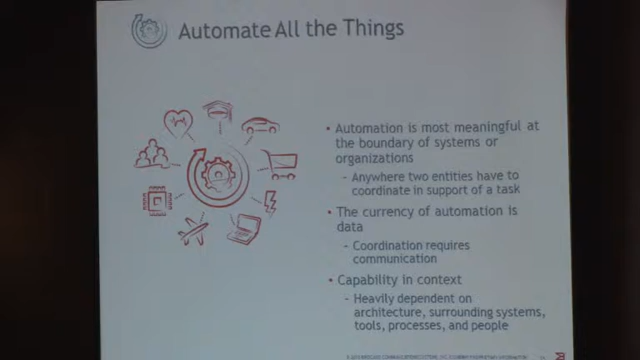 Automate All the Things
• Automation is most meaningful at
the boundary of systems or
organizations
– Anywhere two entities have to
coordinate in support of a task
• The currency of automation is
data
– Coordination requires
communication
• Capability in context
– Heavily dependent on
architecture, surrounding systems,
tools, processes, and people